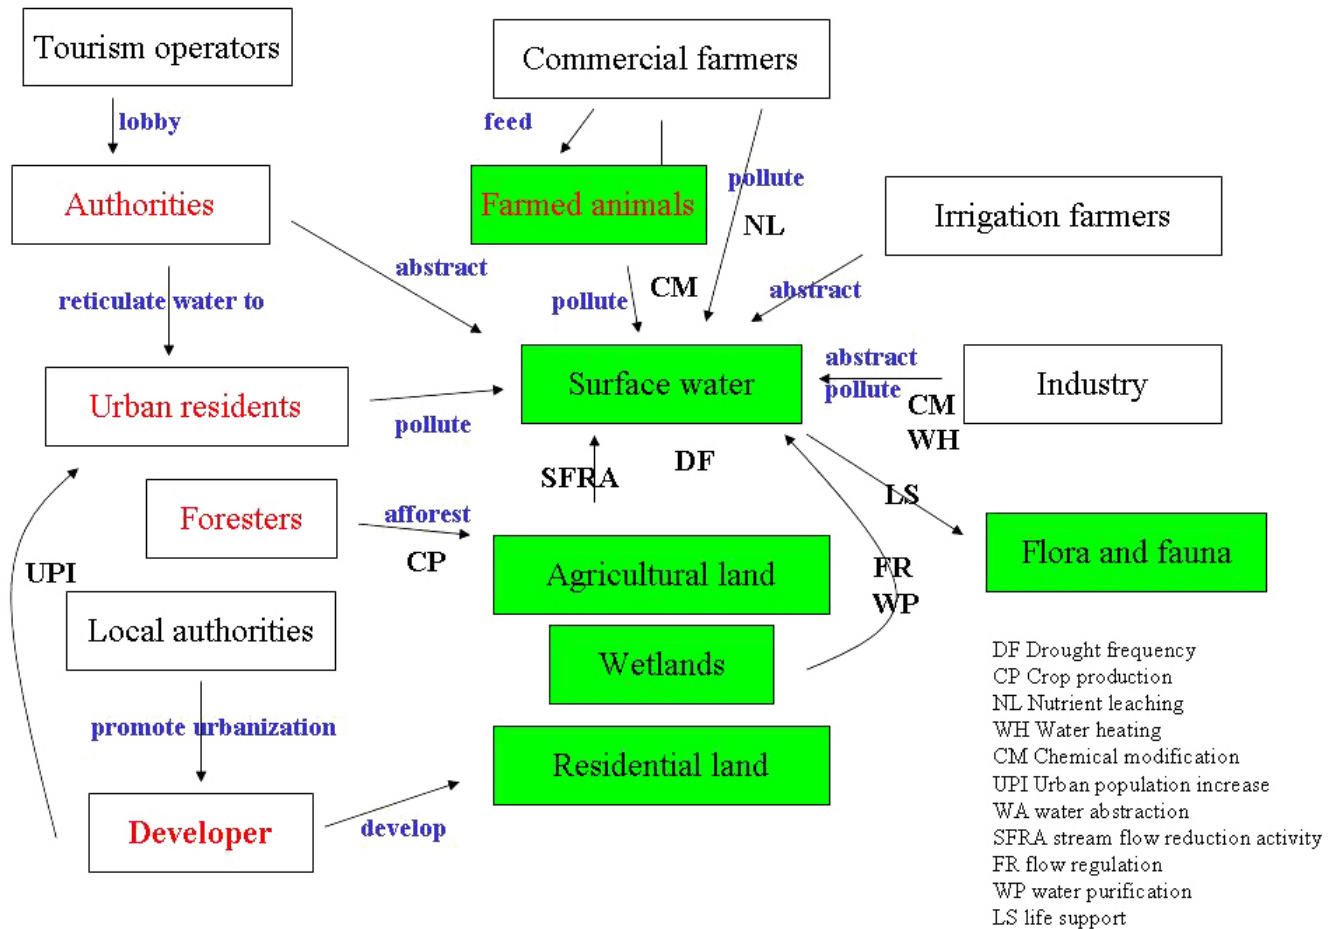 Tourism operators
Commercial farmers
lobby
feed
Authorities
Farmed animals
pollute
NL
Irrigation farmers
abstract
reticulate water to
pollute
CM
abstract
Urban residents
pollute
Surface water
abstract
pollute
CM
WH
Industry
SFRA
DF
LS
Foresters
afforest
CP
Agricultural land
FR
WP
Flora and fauna
UPI
Local authorities
Wetlands
promote urbanization
Residential land
Developer
develop
DF Drought frequency
CP Crop production
NL Nutrient leaching
WH Water heating
CM Chemical modification
UPI Urban population increase
WA water abstraction
SFRA stream flow reduction activity
FR flow regulation
WP water purification
LS life support